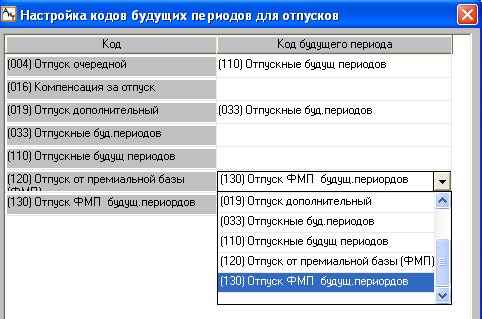 Настройка кодов будущих периодов для отпусков
Код Код будущего периода
(004) Отпуск очередной (110) Отпускные будущ периодов
(016) Компенсация за отпуск
(019) Отпуск дополнительный (033) Отпускные буд.периодов
(033) Отпускные буд.периодов
(110) Отпускные будущ периодов
(120) Отпуск от премиальной базы (130) Отпуск ФМП будущ.периордов
(ФМП)
(130) Отпуск ФМП будущ.периордов (019) Отпуск дополнительный
(033) Отпускные буд.периодов
(110) Отпускные будущ периодов
(120) Отпуск от премиальной базы (ФМП)
(130) Отпуск ФМП будущ.периордов